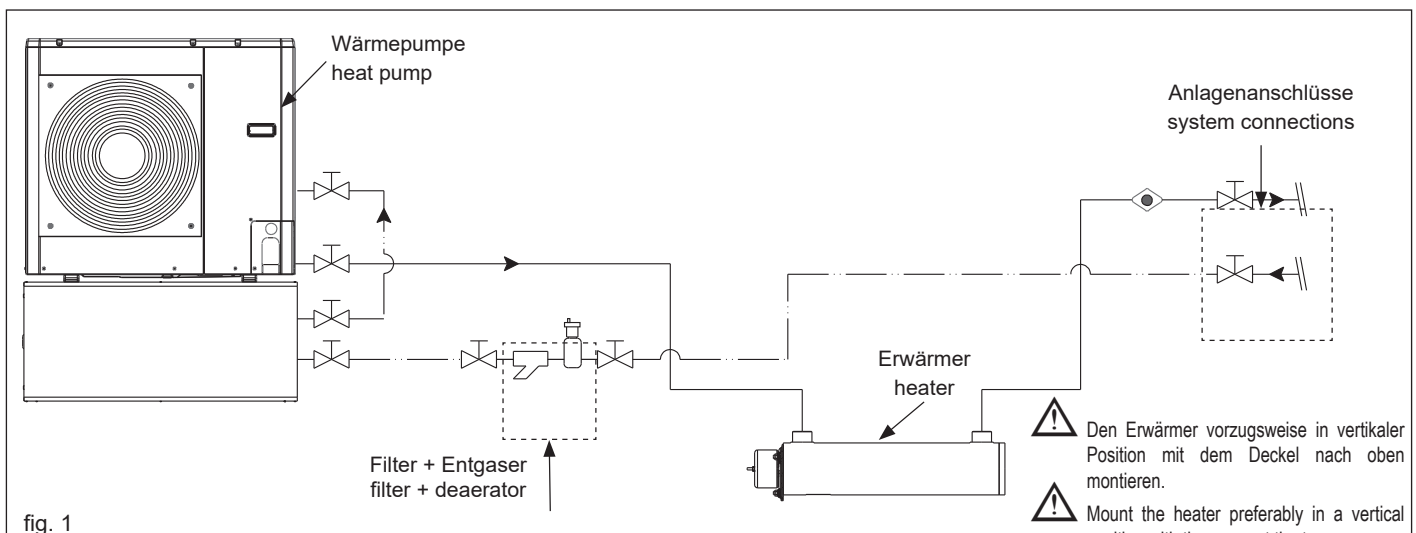 Wärmepumpe
heat pump
Anlagenanschlüsse
system connections
Erwärmer
heater
Filter + Entgaser
filter + deaerator
Den Erwärmer vorzugsweise in vertikaler
Position mit dem Deckel nach oben
montieren.
Mount the heater preferably in a vertical
fig. 1